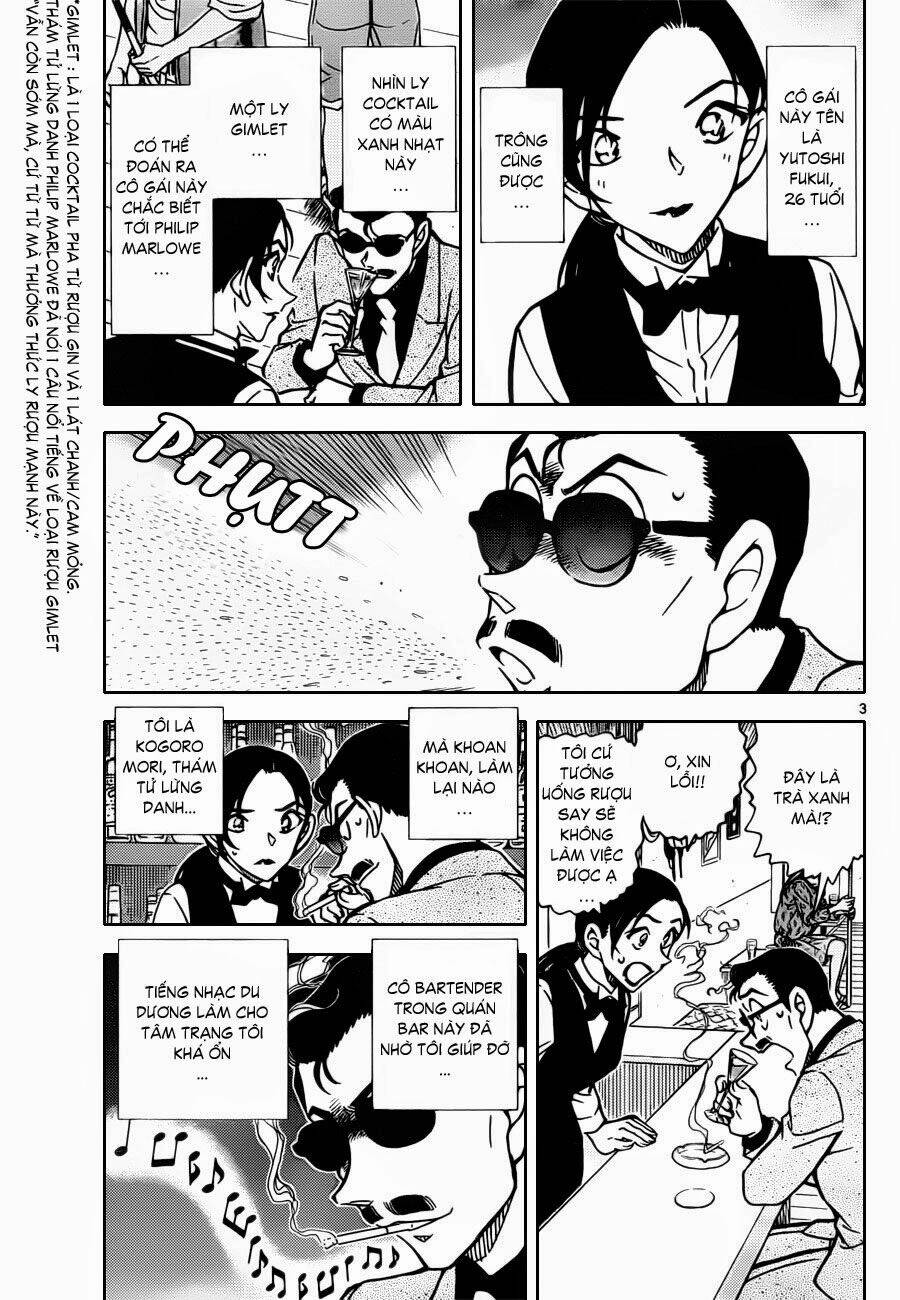 CÔ GÁI
NÀY TÊN
LÀ
YUTOSHI
FUKUI,
26 TUỔI
...
TRÔNG
CŨNG
ĐƯỢC
...
NHÌN LY
COCKTAIL
CÓ MÀU
XANH NHẠT
NÀY
...
MỘT LY
GIMLET
...
CÓ THỂ
ĐOÁN RA
CÔ GÁI NÀY
CHẮC BIẾT
TỚI PHILIP
MARLOWE
...
*GIMLET : LÀ 1 LOẠI COCKTAIL PHA TỪ RƯỢU GIN VÀ 1 LÁT CHANH/CAM MỎNG.
THÁM TỬ LỪNG DANH PHILIP MARLOWE ĐÃ NÓI 1 CÂU NỔI TIẾNG VỀ LOẠI RƯỢU GIMLET
"VẪN CÒN SỚM MÀ, CỨ TỪ TỪ MÀ THƯỞNG THỨC LY RƯỢU MẠNH NÀY."
PHỤTT
3
ĐÂY LÀ
TRÀ XANH
MÀ!?
Ơ, XIN
LỖI!!
TÔI CỨ
TƯỞNG
UỐNG RƯỢU
SAY SẼ
KHÔNG
LÀM VIỆC
ĐƯỢC Ạ
...
MÀ KHOAN
KHOAN, LÀM
LẠI NÀO
...
TÔI LÀ
KOGORO
MORI, THÁM
TỬ LỪNG
DANH...
CÔ BARTENDER
TRONG QUÁN
BAR NÀY ĐÃ
NHỜ TÔI GIÚP ĐỠ
...
TIẾNG NHẠC DU
DƯƠNG LÀM CHO
TÂM TRẠNG TÔI
KHÁ ỔN
...